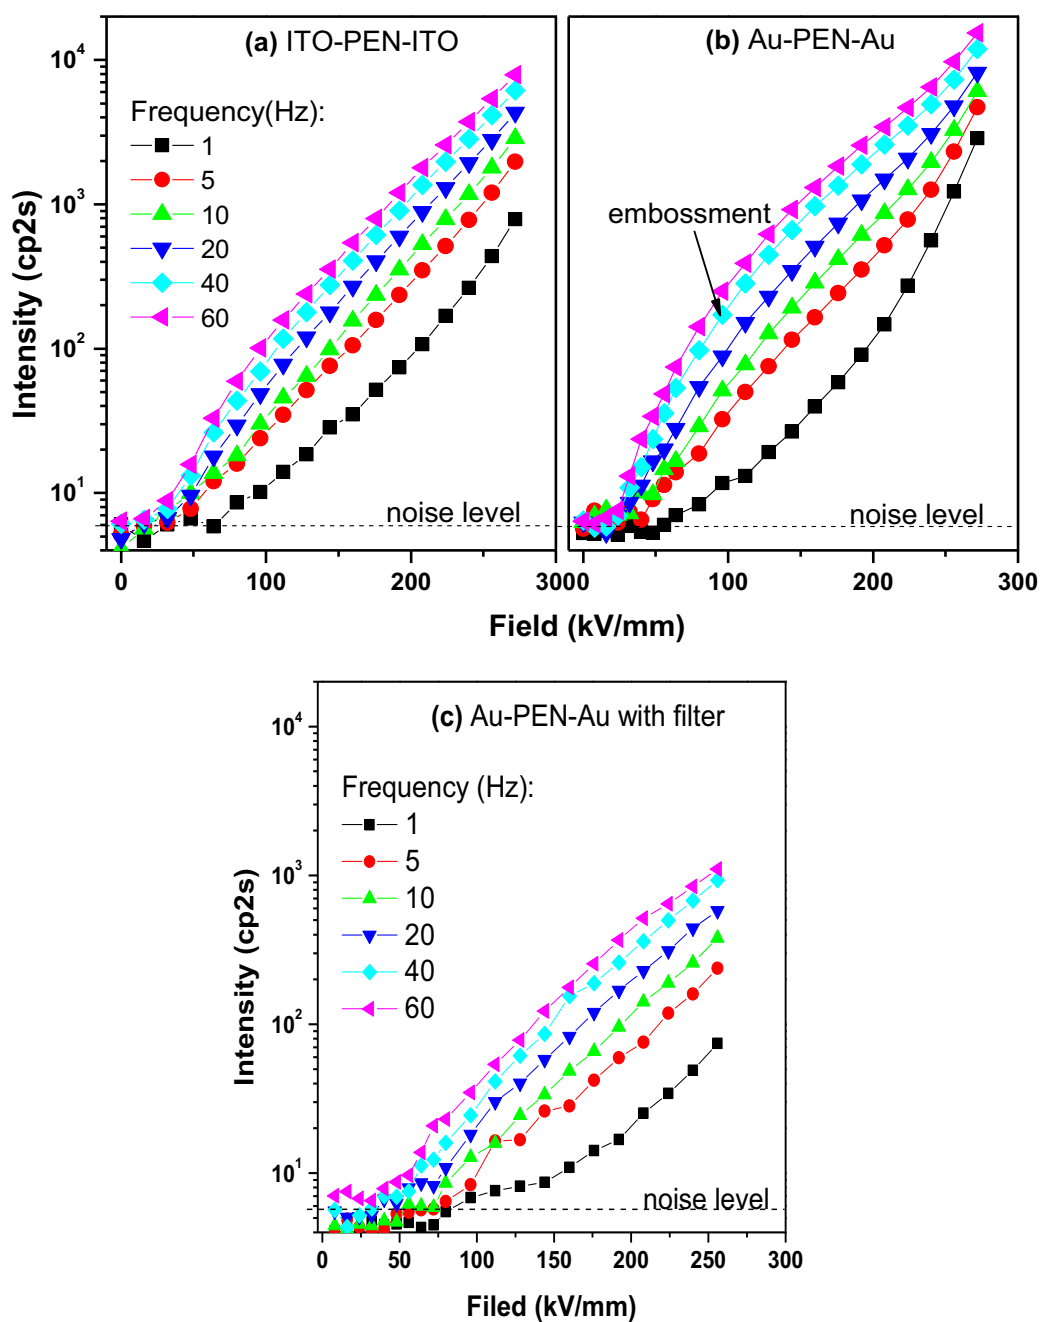 (a) ITO-PEN-ITO
(b) Au-PEN-Au
Intensity (cp2s)
10^4
10^3
10^2
10^1
Frequency(Hz):
1
5
10
20
40
60
embossment
noise level
noise level
0 100 200 300
0 100 200 300
Field (kV/mm)
(c) Au-PEN-Au with filter
Intensity (cp2s)
10^4
10^3
10^2
10^1
Frequency (Hz):
1
5
10
20
40
60
noise level
0 50 100 150 200 250 300
Filed (kV/mm)